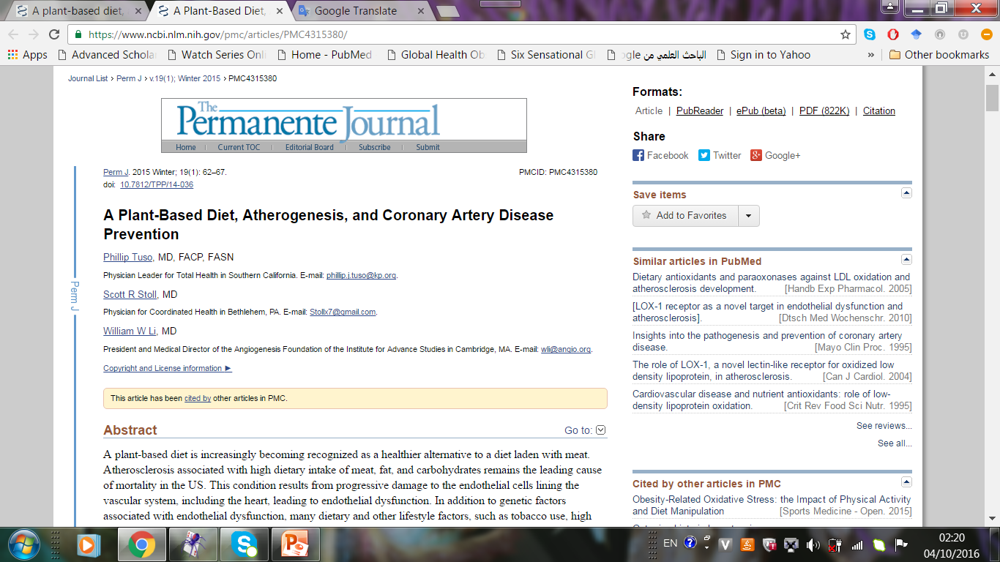 A plant-based diet,
A Plant-Based Diet,
Google Translate
https://www.ncbi.nlm.nih.gov/pmc/articles/PMC4315380/
Apps Advanced Schola Watch Series Onli Home - PubMed Global Health Ob Six Sensational Gl ogle الباحث العلمي من Sign in to Yahoo » Other bookmarks
Journal List > Perm J > v.19(1); Winter 2015 > PMC4315380
The
Permanente Journal
Home | Current TOC | Editorial Board | Subscribe | Submit
Perm J
Perm J. 2015 Winter; 19(1): 62–67. PMCID: PMC4315380
doi: 10.7812/TPP/14-036
A Plant-Based Diet, Atherogenesis, and Coronary Artery Disease
Prevention
Phillip Tuso, MD, FACP, FASN
Physician Leader for Total Health in Southern California. E-mail: phillip.j.tuso@kp.org.
Scott R Stoll, MD
Physician for Coordinated Health in Bethlehem, PA. E-mail: Stollx7@gmail.com.
William W Li, MD
President and Medical Director of the Angiogenesis Foundation of the Institute for Advance Studies in Cambridge, MA. E-mail: wli@angio.org.
Copyright and License information ►
This article has been cited by other articles in PMC.
Abstract Go to:
A plant-based diet is increasingly becoming recognized as a healthier alternative to a diet laden with meat.
Atherosclerosis associated with high dietary intake of meat, fat, and carbohydrates remains the leading cause
of mortality in the US. This condition results from progressive damage to the endothelial cells lining the
vascular system, including the heart, leading to endothelial dysfunction. In addition to genetic factors
associated with endothelial dysfunction, many dietary and other lifestyle factors, such as tobacco use, high
Formats:
Article | PubReader | ePub (beta) | PDF (822K) | Citation
Share
Facebook Twitter Google+
Save items
Add to Favorites
Similar articles in PubMed
Dietary antioxidants and paraoxonases against LDL oxidation and
atherosclerosis development. [Handb Exp Pharmacol. 2005]
[LOX-1 receptor as a novel target in endothelial dysfunction and
atherosclerosis]. [Dtsch Med Wochenschr. 2010]
Insights into the pathogenesis and prevention of coronary artery
disease. [Mayo Clin Proc. 1995]
The role of LOX-1, a novel lectin-like receptor for oxidized low
density lipoprotein, in atherosclerosis. [Can J Cardiol. 2004]
Cardiovascular disease and nutrient antioxidants: role of low-
density lipoprotein oxidation. [Crit Rev Food Sci Nutr. 1995]
See reviews...
See all...
Cited by other articles in PMC
Obesity-Related Oxidative Stress: the Impact of Physical Activity
and Diet Manipulation [Sports Medicine - Open. 2015]
EN
02:20
04/10/2016